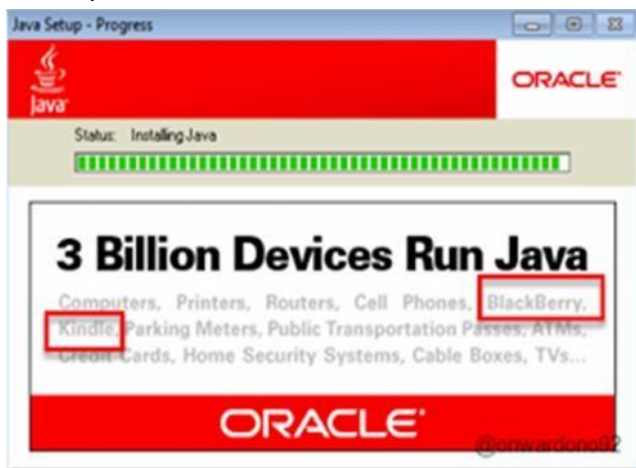 Java Setup - Progress
Java
ORACLE
Status: Installing Java
3 Billion Devices Run Java
Computers, Printers, Routers, Cell Phones, BlackBerry,
Kindle, Parking Meters, Public Transportation Passes, ATMs,
Credit Cards, Home Security Systems, Cable Boxes, TVs...
ORACLE
@onwardono92